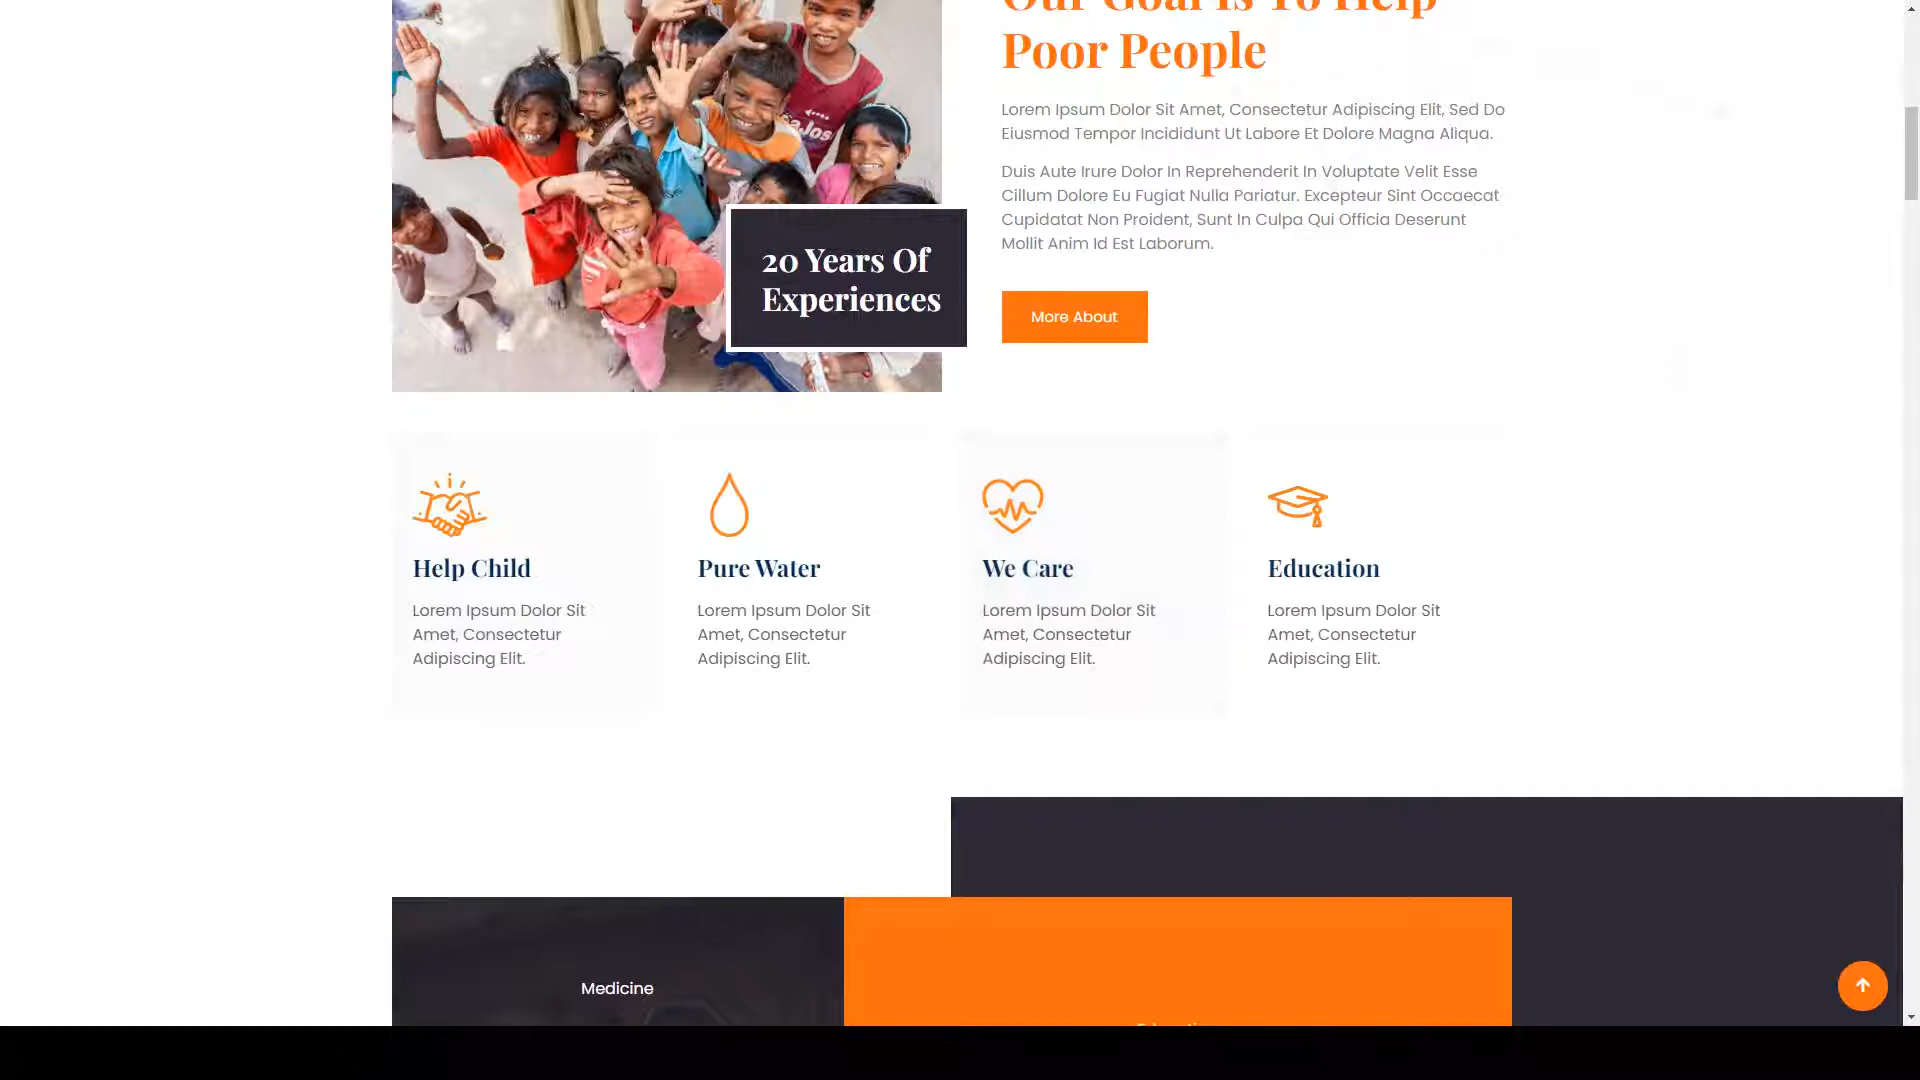 Our Goal Is To Help
Poor People
Lorem Ipsum Dolor Sit Amet, Consectetur Adipiscing Elit, Sed Do
Eiusmod Tempor Incididunt Ut Labore Et Dolore Magna Aliqua.
Duis Aute Irure Dolor In Reprehenderit In Voluptate Velit Esse
Cillum Dolore Eu Fugiat Nulla Pariatur. Excepteur Sint Occaecat
Cupidatat Non Proident, Sunt In Culpa Qui Officia Deserunt
Mollit Anim Id Est Laborum.
20 Years Of
Experiences
More About
Help Child
Lorem Ipsum Dolor Sit
Amet, Consectetur
Adipiscing Elit.
Pure Water
Lorem Ipsum Dolor Sit
Amet, Consectetur
Adipiscing Elit.
We Care
Lorem Ipsum Dolor Sit
Amet, Consectetur
Adipiscing Elit.
Education
Lorem Ipsum Dolor Sit
Amet, Consectetur
Adipiscing Elit.
Medicine